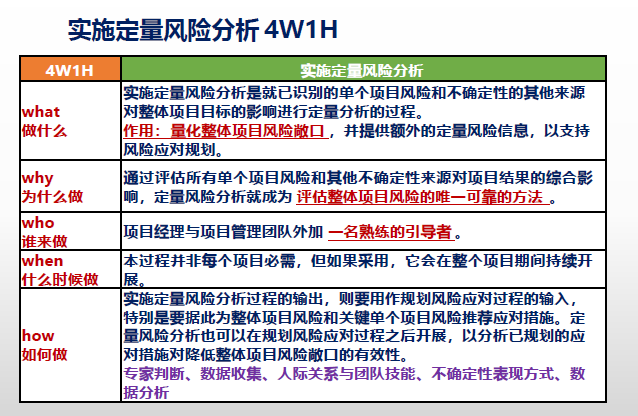 实施定量风险分析 4W1H
4W1H
实施定量风险分析
what
做什么
实施定量风险分析是就已识别的单个项目风险和不确定性的其他来源
对整体项目目标的影响进行定量分析的过程。
作用：量化整体项目风险敞口，并提供额外的定量风险信息，以支持
风险应对规划。
why
为什么做
通过评估所有单个项目风险和其他不确定性来源对项目结果的综合影
响，定量风险分析就成为 评估整体项目风险的唯一可靠的方法 。
who
谁来做
项目经理与项目管理团队外加 一名熟练的引导者 。
when
什么时候做
本过程并非每个项目必需，但如果采用，它会在整个项目期间持续开
展。
how
如何做
实施定量风险分析过程的输出，则要用作规划风险应对过程的输入，
特别是要据此为整体项目风险和关键单个项目风险推荐应对措施。定
量风险分析也可以在规划风险应对过程之后开展，以分析已规划的应
对措施对降低整体项目风险敞口的有效性。
专家判断、数据收集、人际关系与团队技能、不确定性表现方式、数
据分析